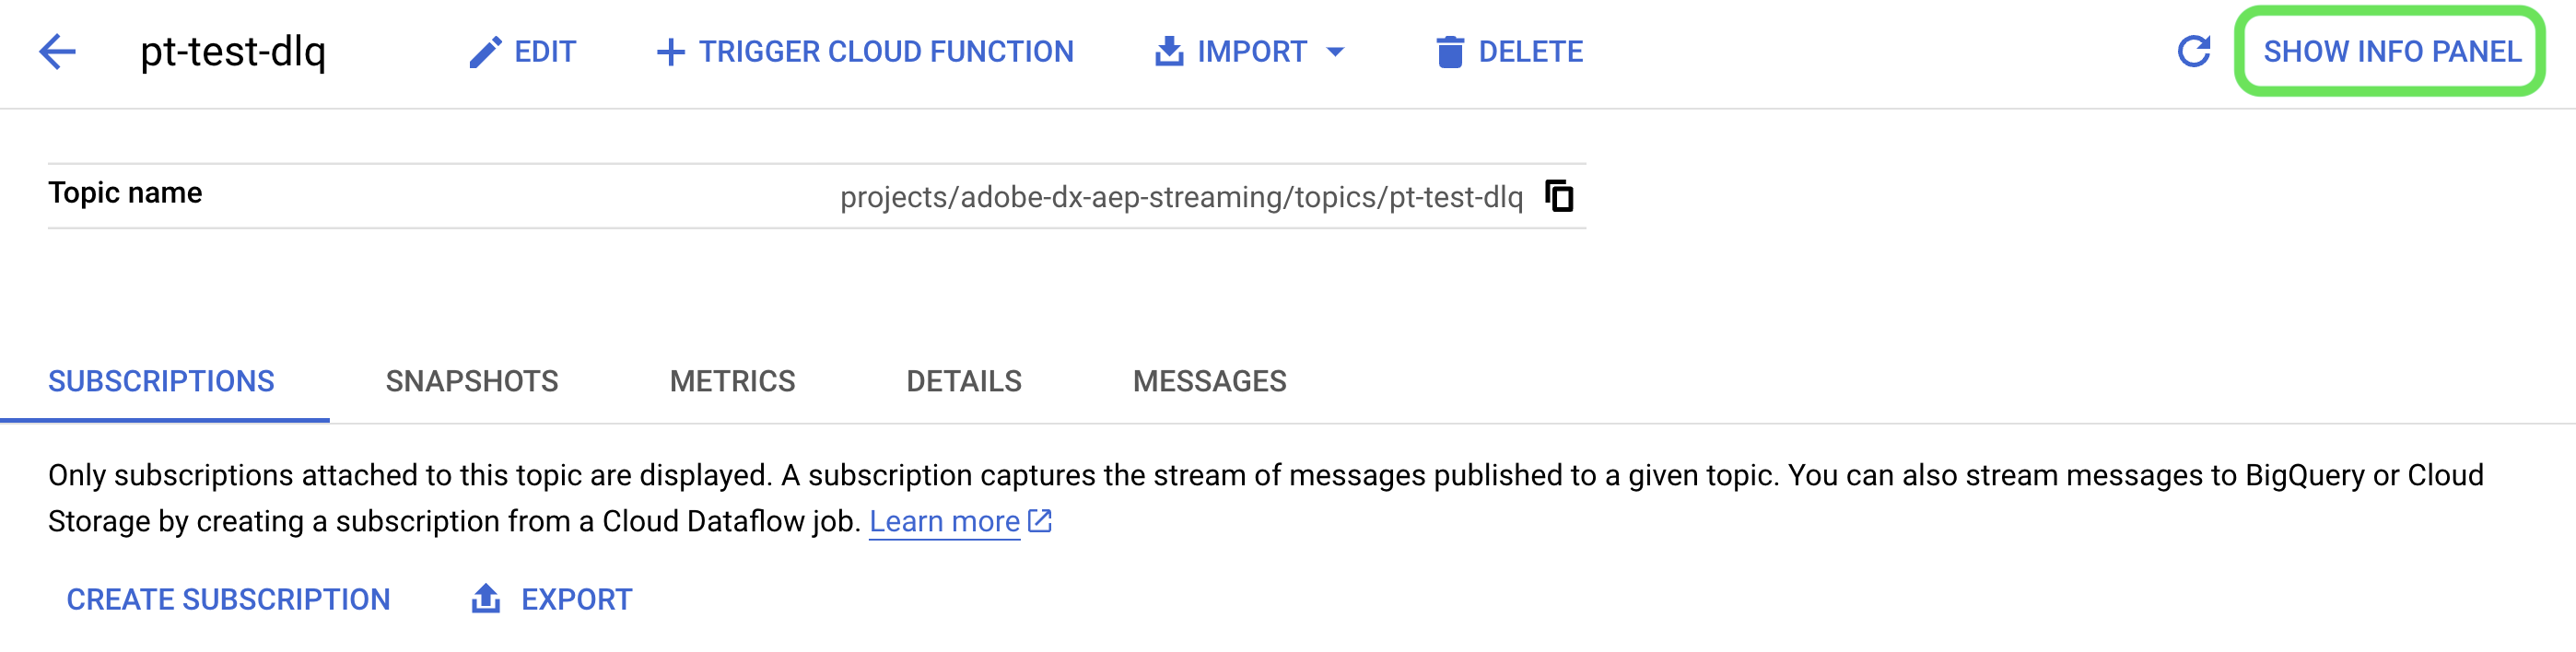 pt-test-dlq EDIT TRIGGER CLOUD FUNCTION IMPORT DELETE SHOW INFO PANEL
Topic name projects/adobe-dx-aep-streaming/topics/pt-test-dlq
SUBSCRIPTIONS SNAPSHOTS METRICS DETAILS MESSAGES
Only subscriptions attached to this topic are displayed. A subscription captures the stream of messages published to a given topic. You can also stream messages to BigQuery or Cloud
Storage by creating a subscription from a Cloud Dataflow job. Learn more
CREATE SUBSCRIPTION EXPORT